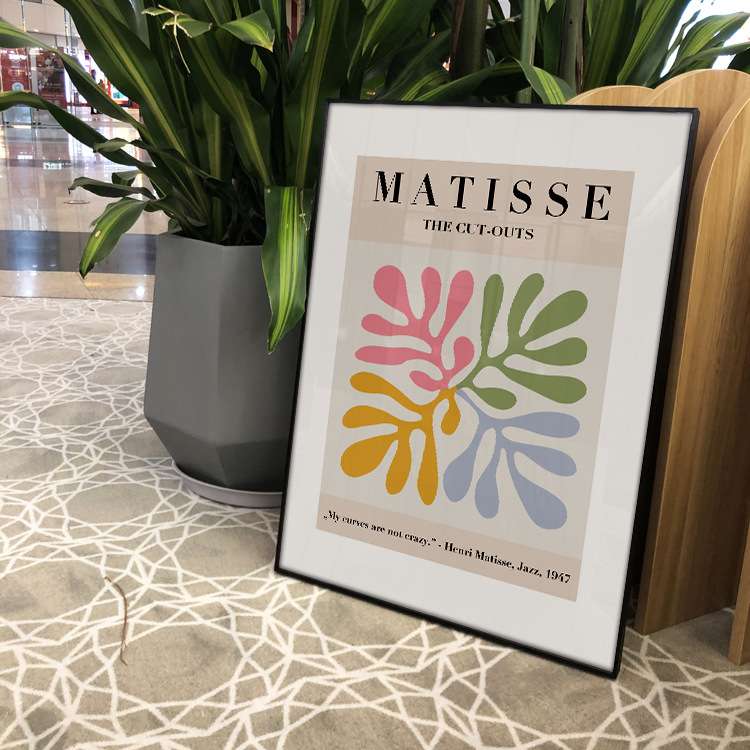 MATISSE
THE CUT-OUTS
„My curves are not crazy.” - Henri Matisse, Jazz, 1947